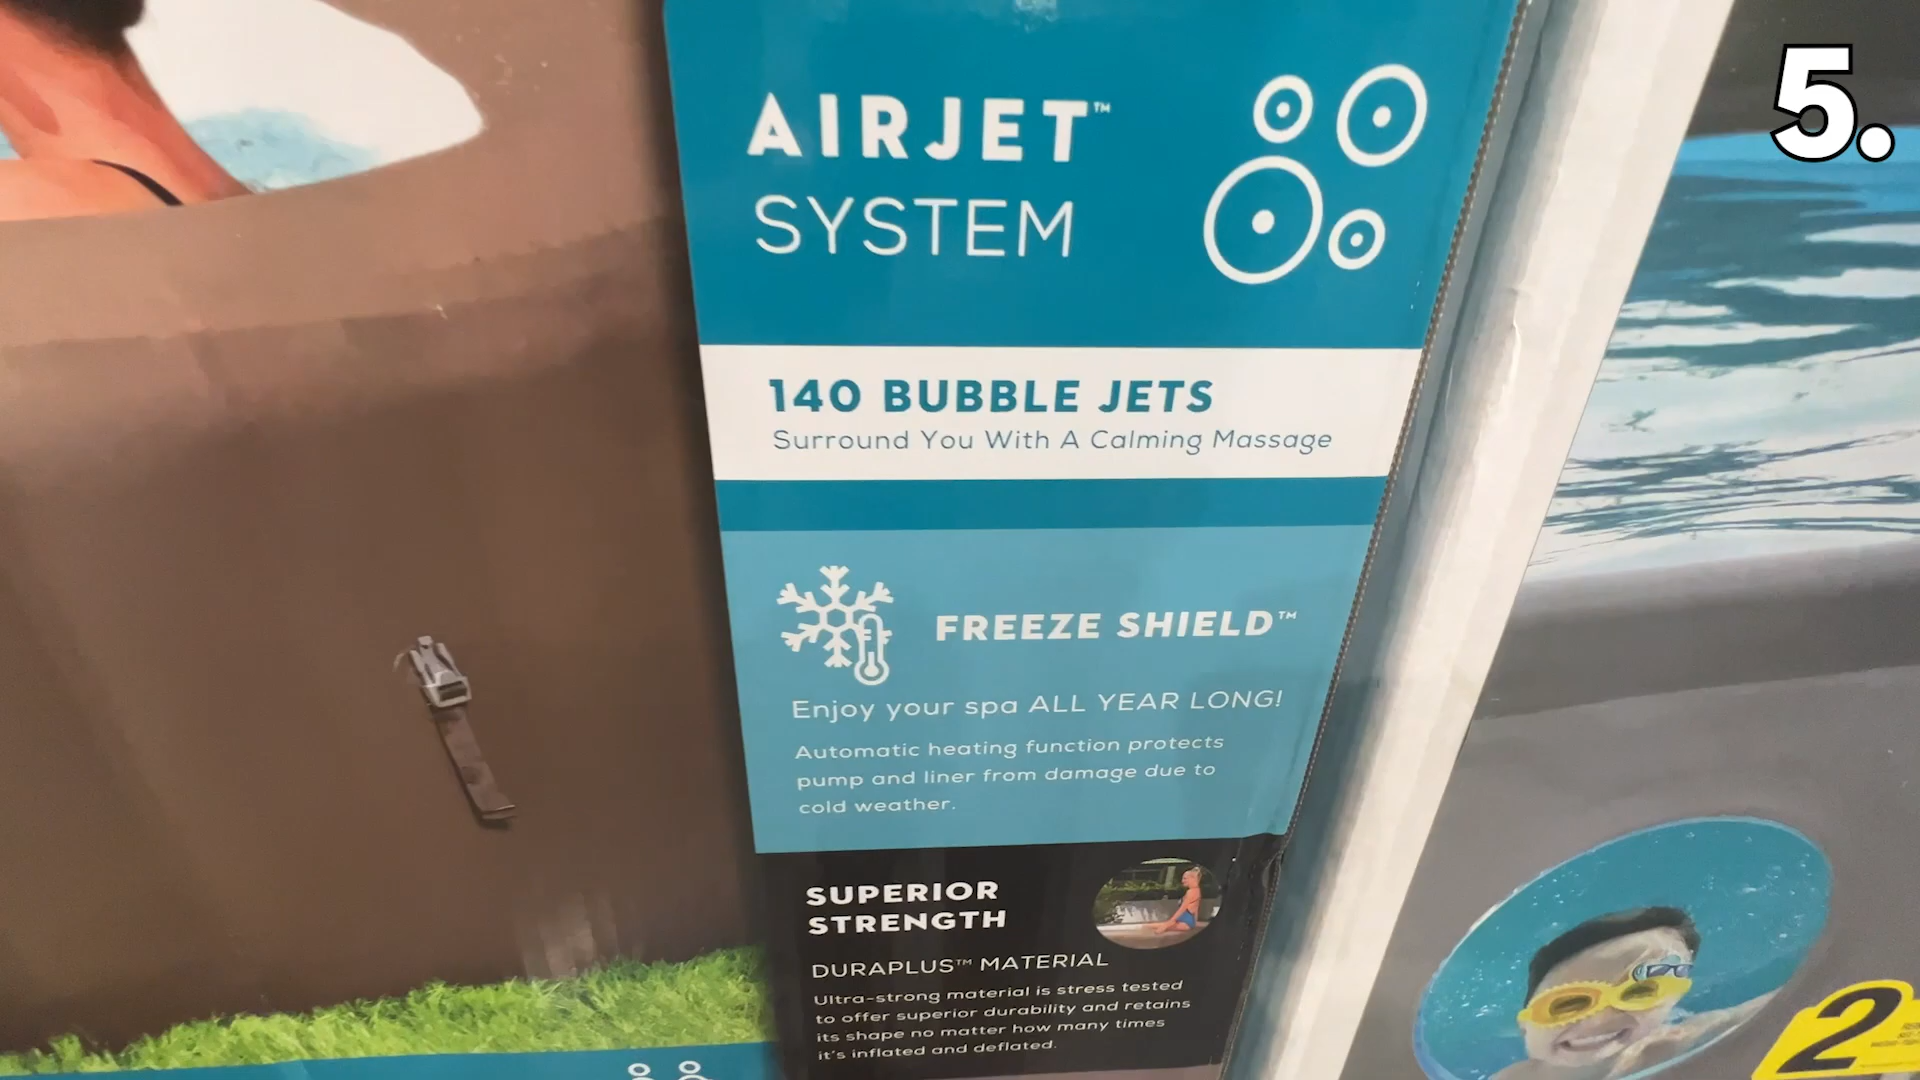 5.
AIRJET™
SYSTEM
140 BUBBLE JETS
Surround You With A Calming Massage
FREEZE SHIELD™
Enjoy your spa ALL YEAR LONG!
Automatic heating function protects
pump and liner from damage due to
cold weather.
SUPERIOR
STRENGTH
DURAPLUS™ MATERIAL
Ultra-strong material is stress tested
to offer superior durability and retains
its shape no matter how many times
it's inflated and deflated.
2